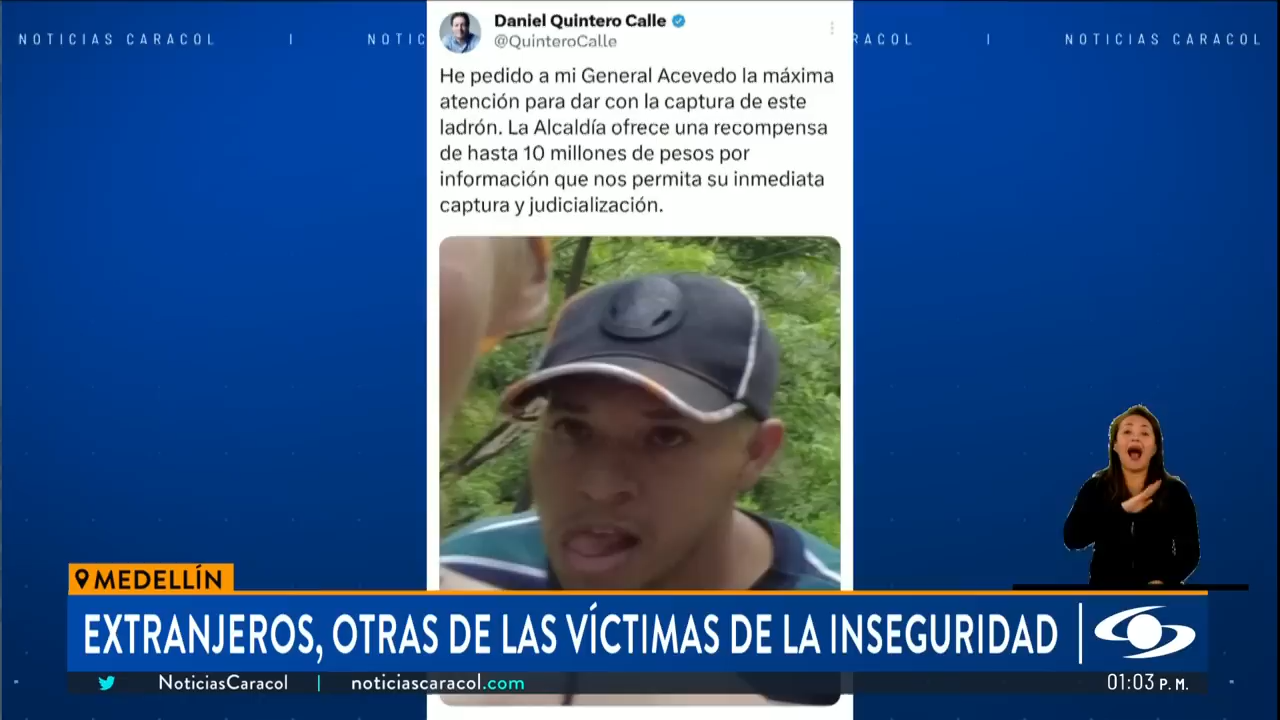 NOTICIAS CARACOL | NOTIC RACOL | NOTICIAS CARACOL
Daniel Quintero Calle
@QuinteroCalle
He pedido a mi General Acevedo la máxima
atención para dar con la captura de este
ladrón. La Alcaldía ofrece una recompensa
de hasta 10 millones de pesos por
información que nos permita su inmediata
captura y judicialización.
MEDELLÍN
EXTRANJEROS, OTRAS DE LAS VÍCTIMAS DE LA INSEGURIDAD
NoticiasCaracol | noticiascaracol.com
01:03 P. M.